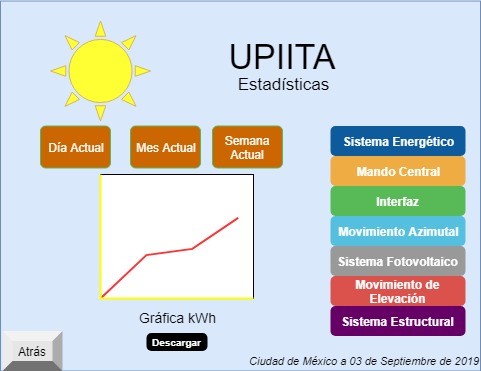 UPIITA
Estadísticas
Día Actual
Mes Actual
Semana
Actual
Sistema Energético
Mando Central
Interfaz
Movimiento Azimutal
Sistema Fotovoltaico
Movimiento de
Elevación
Sistema Estructural
Gráfica kWh
Descargar
Atrás
Ciudad de México a 03 de Septiembre de 2019